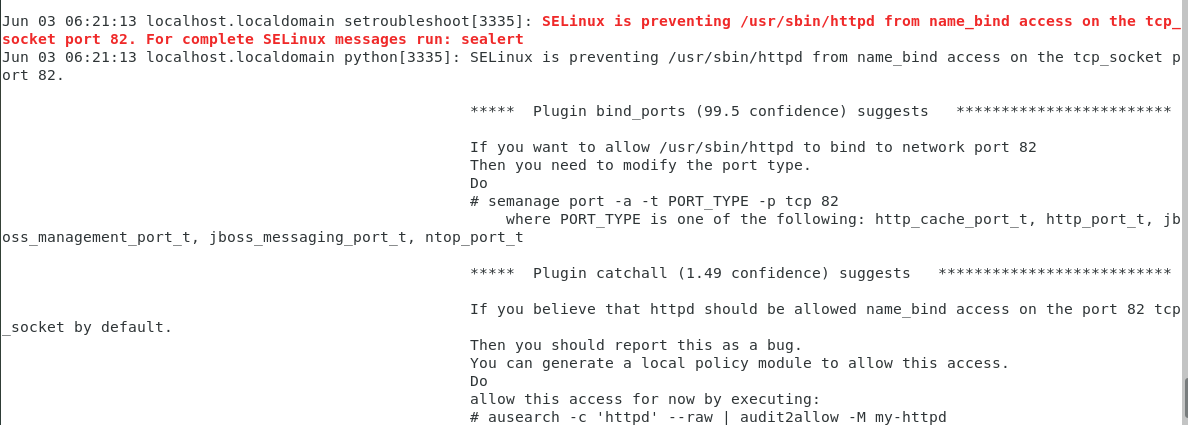 Jun 03 06:21:13 localhost.localdomain setroubleshoot[3335]: SELinux is preventing /usr/sbin/httpd from name_bind access on the tcp_
socket port 82. For complete SELinux messages run: sealert
Jun 03 06:21:13 localhost.localdomain python[3335]: SELinux is preventing /usr/sbin/httpd from name_bind access on the tcp_socket p
ort 82.
*****  Plugin bind_ports (99.5 confidence) suggests   ************************
If you want to allow /usr/sbin/httpd to bind to network port 82
Then you need to modify the port type.
Do
# semanage port -a -t PORT_TYPE -p tcp 82
where PORT_TYPE is one of the following: http_cache_port_t, http_port_t, jb
oss_management_port_t, jboss_messaging_port_t, ntop_port_t
*****  Plugin catchall (1.49 confidence) suggests   **************************
If you believe that httpd should be allowed name_bind access on the port 82 tcp
_socket by default.
Then you should report this as a bug.
You can generate a local policy module to allow this access.
Do
allow this access for now by executing:
# ausearch -c 'httpd' --raw | audit2allow -M my-httpd